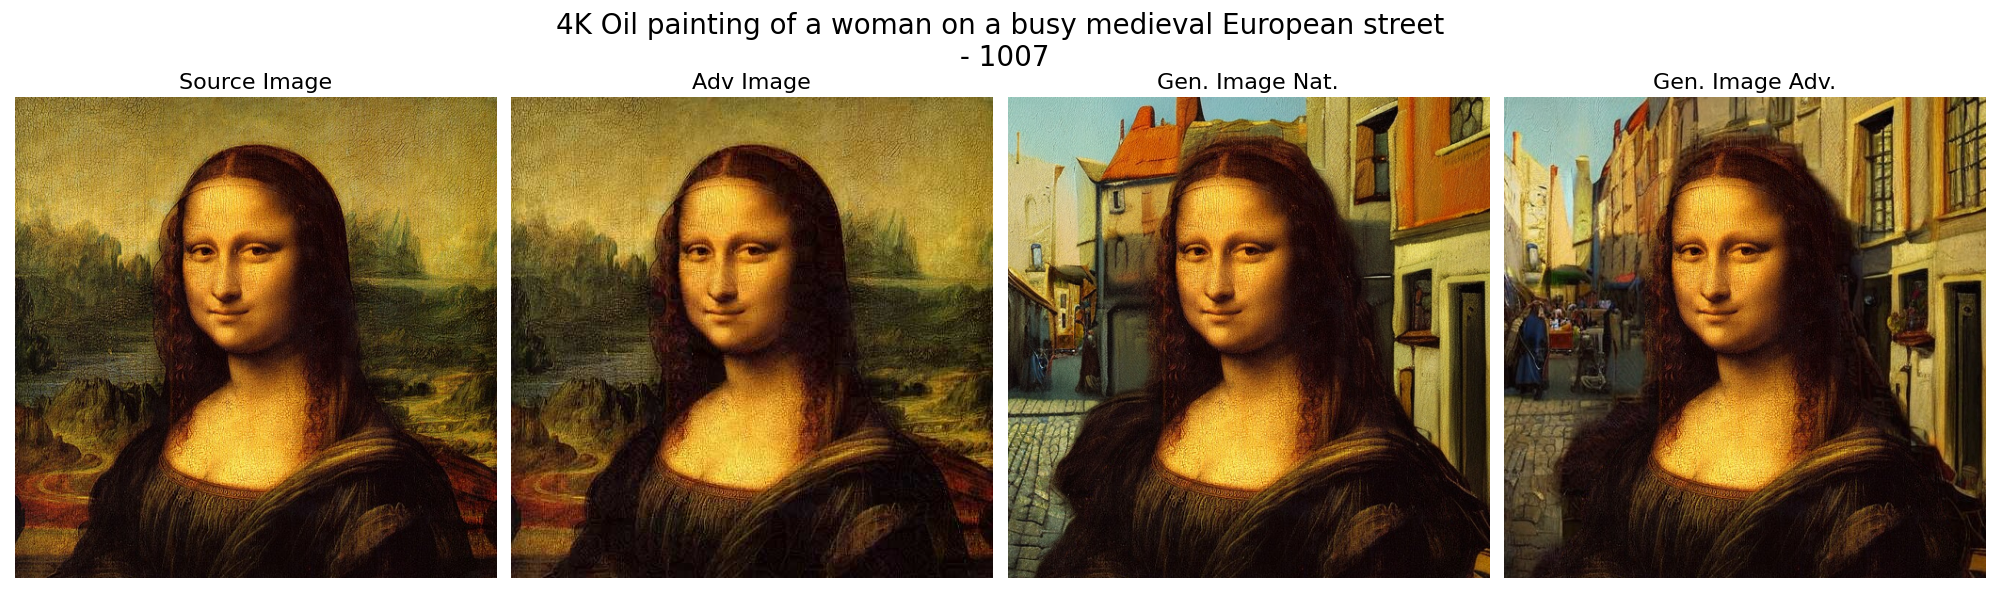 4K Oil painting of a woman on a busy medieval European street
- 1007
Source Image
Adv Image
Gen. Image Nat.
Gen. Image Adv.